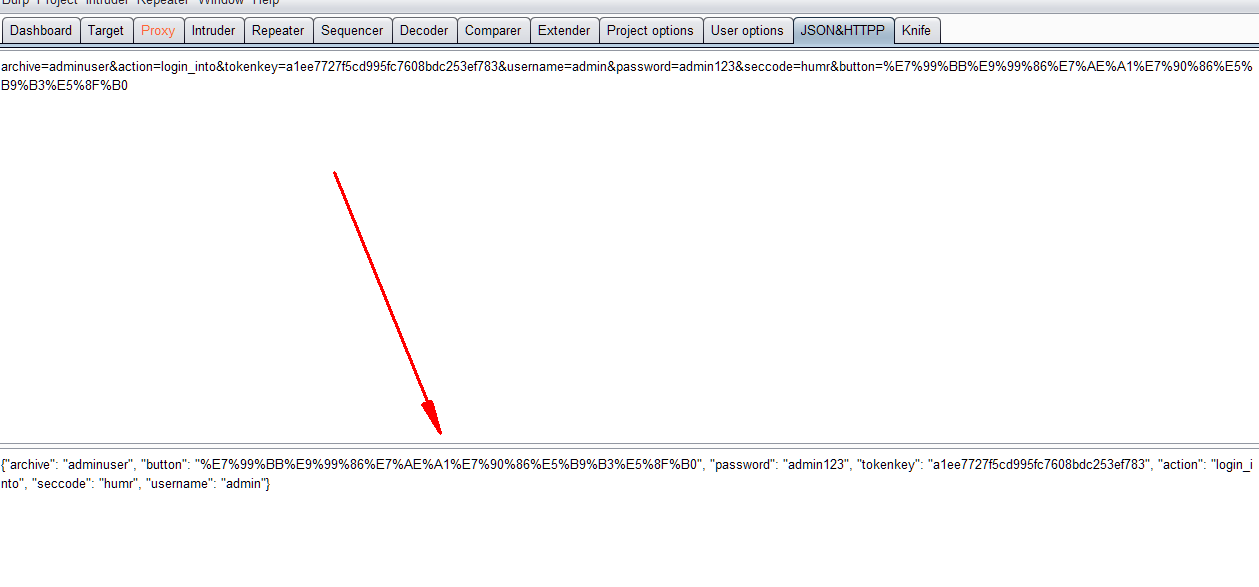 Burp Project Intruder Repeater Window Help
Dashboard Target Proxy Intruder Repeater Sequencer Decoder Comparer Extender Project options User options JSON&HTTPP Knife
archive=adminuser&action=login_into&tokenkey=a1ee7727f5cd995fc7608bdc253ef783&username=admin&password=admin123&seccode=humr&button=%E7%99%BB%E9%99%86%E7%AE%A1%E7%90%86%E5%
B9%B3%E5%8F%B0
{"archive": "adminuser", "button": "%E7%99%BB%E9%99%86%E7%AE%A1%E7%90%86%E5%B9%B3%E5%8F%B0", "password": "admin123", "tokenkey": "a1ee7727f5cd995fc7608bdc253ef783", "action": "login_i
nto", "seccode": "humr", "username": "admin"}